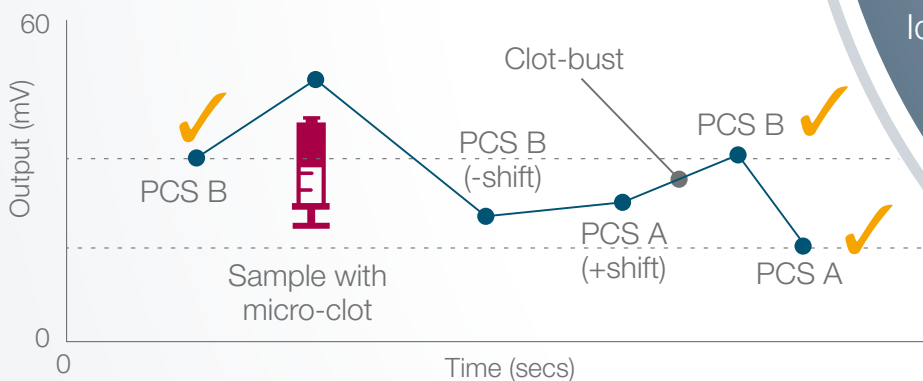 60
Output (mV)
0
0
Time (secs)
PCS B
Sample with
micro-clot
PCS B
(-shift)
PCS A
(+shift)
Clot-bust
PCS B
PCS A